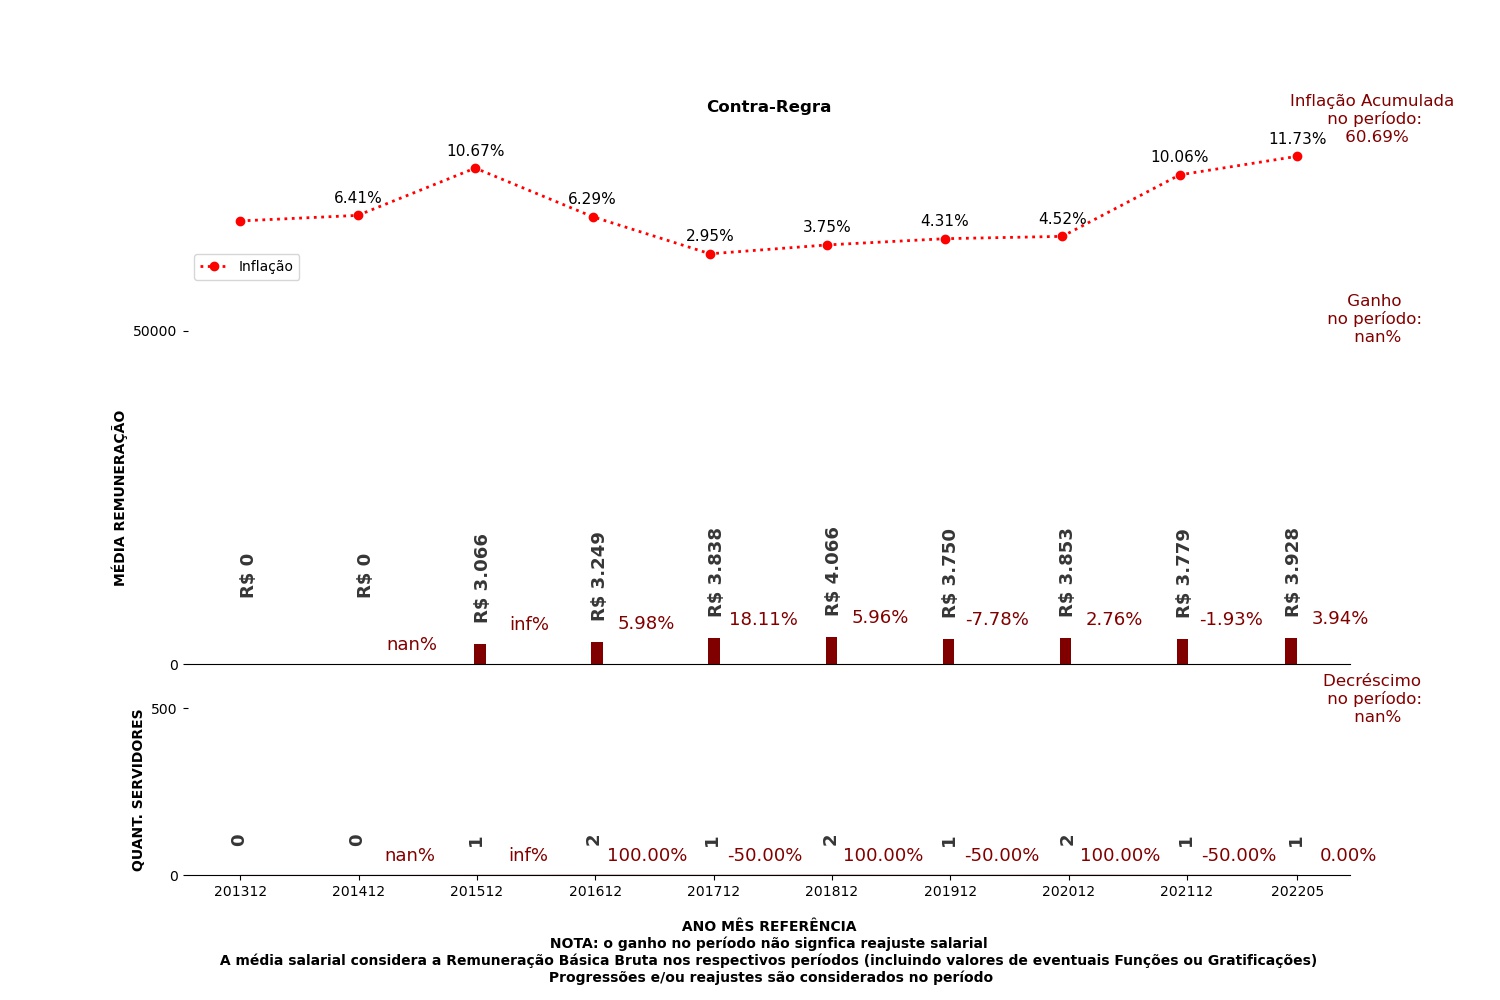 Contra-Regra
Inflação Acumulada
no período:
60.69%
6.41%
10.67%
6.29%
2.95%
3.75%
4.31%
4.52%
10.06%
11.73%
Inflação
Ganho
no período:
nan%
50000
0
MÉDIA REMUNERAÇÃO
R$ 0
R$ 0
R$ 3.066
R$ 3.249
R$ 3.838
R$ 4.066
R$ 3.750
R$ 3.853
R$ 3.779
R$ 3.928
nan%
inf%
5.98%
18.11%
5.96%
-7.78%
2.76%
-1.93%
3.94%
Decréscimo
no período:
nan%
500
0
QUANT. SERVIDORES
0
0
1
2
1
2
1
2
1
1
nan%
inf%
100.00%
-50.00%
100.00%
-50.00%
100.00%
-50.00%
0.00%
201312
201412
201512
201612
201712
201812
201912
202012
202112
202205
ANO MÊS REFERÊNCIA
NOTA: o ganho no período não signfica reajuste salarial
A média salarial considera a Remuneração Básica Bruta nos respectivos períodos (incluindo valores de eventuais Funções ou Gratificações)
Progressões e/ou reajustes são considerados no período